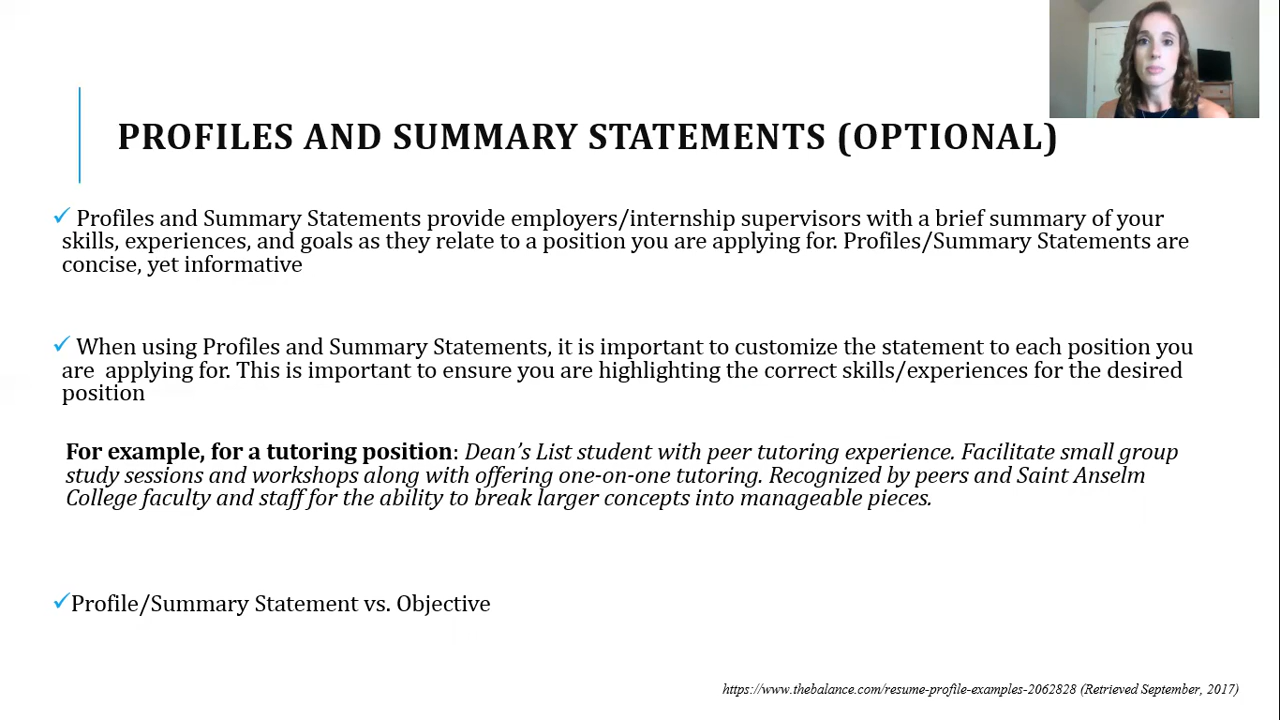 PROFILES AND SUMMARY STATEMENTS (OPTIONAL)
✓ Profiles and Summary Statements provide employers/internship supervisors with a brief summary of your
skills, experiences, and goals as they relate to a position you are applying for. Profiles/Summary Statements are
concise, yet informative
✓ When using Profiles and Summary Statements, it is important to customize the statement to each position you
are  applying for. This is important to ensure you are highlighting the correct skills/experiences for the desired
position
For example, for a tutoring position: Dean’s List student with peer tutoring experience. Facilitate small group
study sessions and workshops along with offering one-on-one tutoring. Recognized by peers and Saint Anselm
College faculty and staff for the ability to break larger concepts into manageable pieces.
✓Profile/Summary Statement vs. Objective
https://www.thebalance.com/resume-profile-examples-2062828 (Retrieved September, 2017)